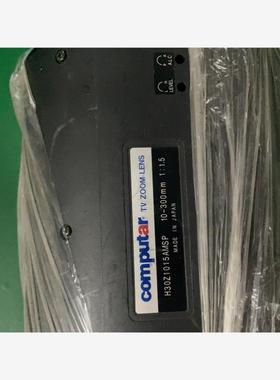 ALC
LEVEL
computar TV ZOOM LENS
H30Z1015AMSP 10-300mm 1:1.5
MADE IN JAPAN